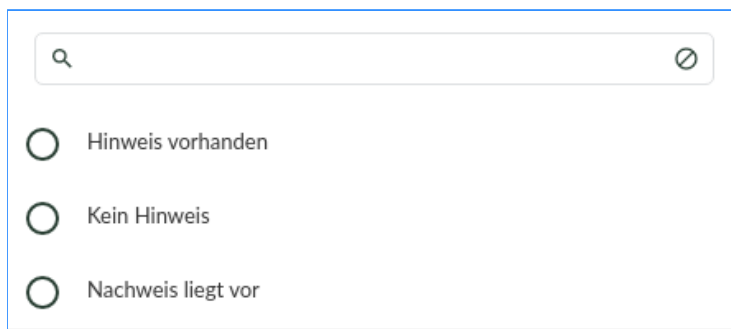 Hinweis vorhanden
Kein Hinweis
Nachweis liegt vor